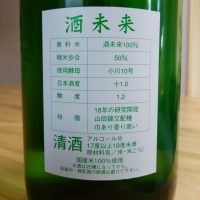 酒未来
原料米 酒未来100%
精米歩合 50%
使用酵母 小川10号
日本酒度 +1.0
酸度 1.2
特徴 18年の研究開発
山田錦交配種
巾あり香り高い
清酒 アルコール分
17度以上18度未満
原材料名/米・米こうじ
国産米100%使用